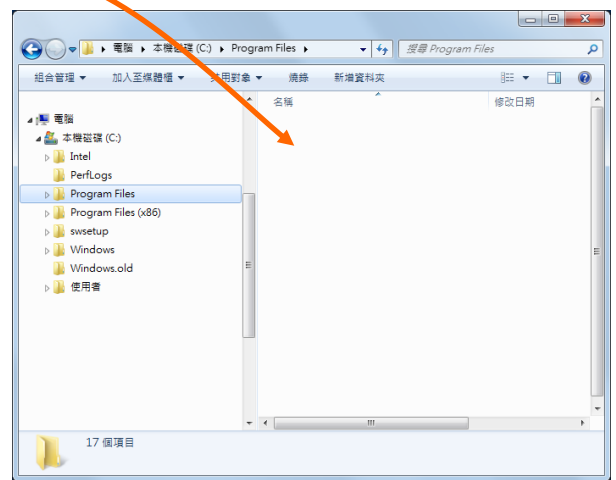 電腦 ▸ 本機磁碟 (C:) ▸ Program Files ▸ 搜尋 Program Files
組合管理 ▼ 加入至媒體櫃 ▼ 共用對象 ▼ 燒錄 新增資料夾
名稱 修改日期
電腦
本機磁碟 (C:)
Intel
PerfLogs
Program Files
Program Files (x86)
swsetup
Windows
Windows.old
使用者
17 個項目